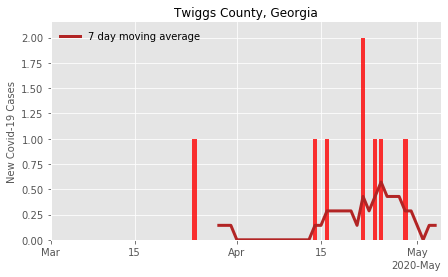 Twiggs County, Georgia
7 day moving average
New Covid-19 Cases
2.00
1.75
1.50
1.25
1.00
0.75
0.50
0.25
0.00
Mar 15 Apr 15 May
2020-May